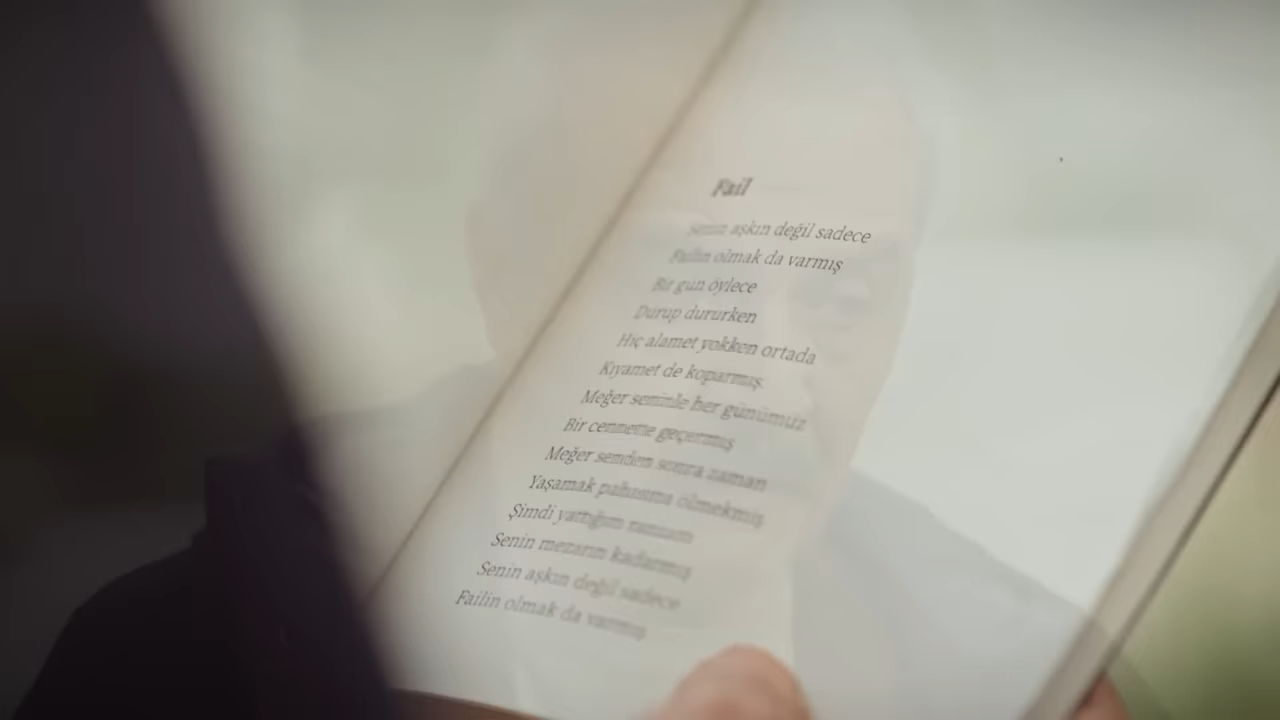 Fail
Senin aşkın değil sadece
Failin olmak da varmış
Bir gün öylece
Durup dururken
Hiç alamet yokken ortada
Kıyamet de koparmış.
Meğer seninle her günümüz
Bir cennette geçermiş
Meğer senden sonra zaman
Yaşamak pahasına ölmekmiş
Şimdi yattığım
Senin mezarın kadarmış
Senin aşkın değil sadece
Failin olmak da varmış